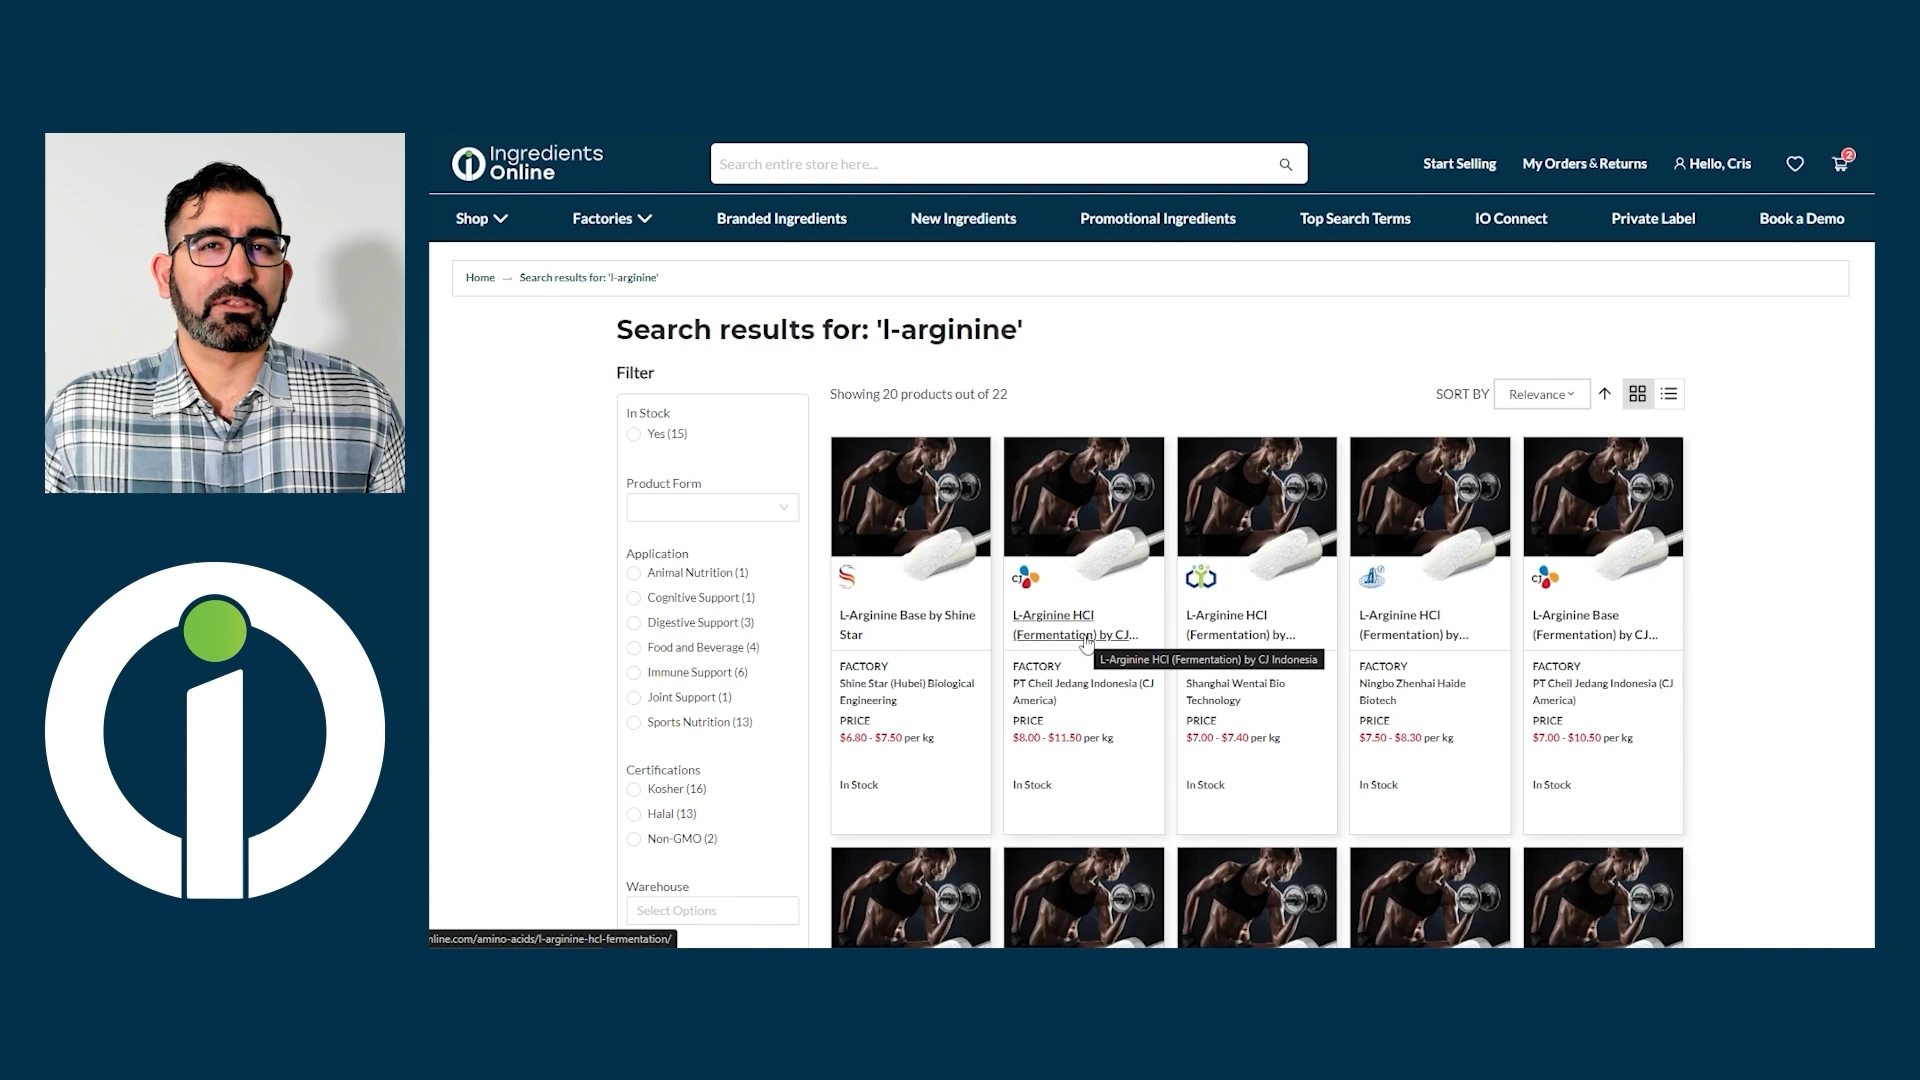 Ingredients
Online
Search entire store here...
Start Selling
My Orders & Returns
Hello, Cris
2
Shop
Factories
Branded Ingredients
New Ingredients
Promotional Ingredients
Top Search Terms
IO Connect
Private Label
Book a Demo
Home → Search results for: 'l-arginine'
Search results for: 'l-arginine'
Filter
Showing 20 products out of 22
SORT BY
Relevance
In Stock
Yes (15)
Product Form
Application
Animal Nutrition (1)
Cognitive Support (1)
Digestive Support (3)
Food and Beverage (4)
Immune Support (6)
Joint Support (1)
Sports Nutrition (13)
Certifications
Kosher (16)
Halal (13)
Non-GMO (2)
Warehouse
Select Options
L-Arginine Base by Shine
Star
FACTORY
Shine Star (Hubei) Biological
Engineering
PRICE
$6.80 - $7.50 per kg
In Stock
CJ
L-Arginine HCl
(Fermentation) by CJ...
L-Arginine HCl (Fermentation) by CJ Indonesia
FACTORY
PT Cheil Jedang Indonesia (CJ
America)
PRICE
$8.00 - $11.50 per kg
In Stock
L-Arginine HCl
(Fermentation) by...
Shanghai Wentai Bio
Technology
PRICE
$7.00 - $7.40 per kg
In Stock
L-Arginine HCl
(Fermentation) by...
FACTORY
Ningbo Zhenhai Haide
Biotech
PRICE
$7.50 - $8.30 per kg
In Stock
CJ
L-Arginine Base
(Fermentation) by CJ...
FACTORY
PT Cheil Jedang Indonesia (CJ
America)
PRICE
$7.00 - $10.50 per kg
In Stock
nline.com/amino-acids/l-arginine-hcl-fermentation/